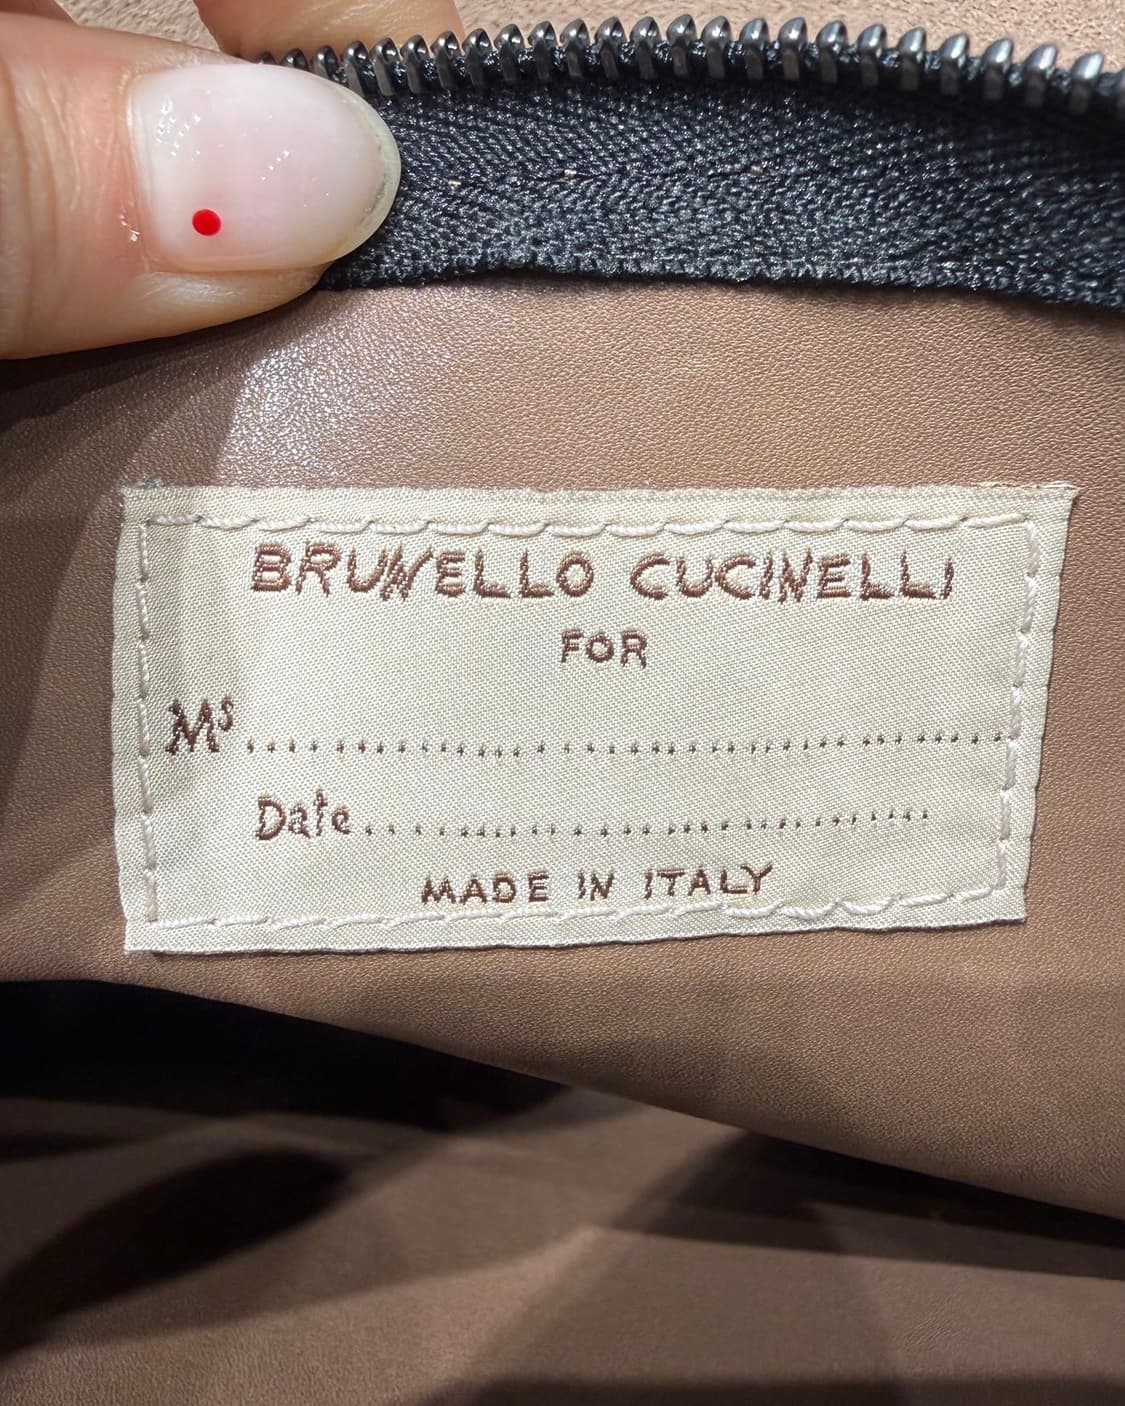 BRUNELLO CUCINELLI
FOR
Ms......................................................
Date........................................
MADE IN ITALY